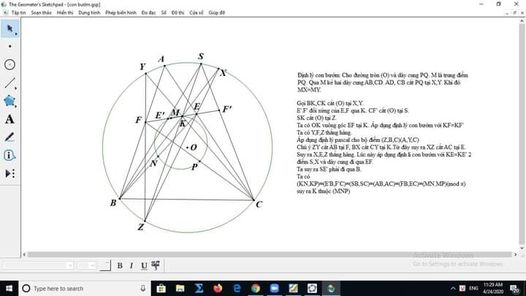 The Geometer's Sketchpad - [con bướm.gsp]
Tập tin Soạn thảo Hiển thị Dựng hình Phép biến hình Đo đạc Số Đồ thị Cửa sổ Giúp đỡ
Y A S X
E' M E F'
F K
N O
P
B C
Z
Định lý con bướm. Cho đường tròn (O) và dây cung PQ. M là trung điểm
PQ. Qua M kẻ hai dây cung AB,CD. AD, CB cắt PQ tại X,Y. Khi đó
MX=MY.
Gọi BK,CK cắt (O) tại X,Y.
E',F' đối xứng của E,F qua K. CF' cắt (O) tại S.
SK cắt (O) tại Z.
Ta có OK vuông góc EF tại K. Áp dụng định lý con bướm với KF=KF'
Ta có Y,F,Z thẳng hàng.
Áp dụng định lý pascal cho bộ điểm (Z,B,C)(A,Y,C)
Chú ý ZY cắt AB tại F, BX cắt CY tại K.Từ đây suy ra XZ cắt AC tại E.
Suy ra X,E,Z thẳng hàng. Lúc này áp dụng định lí con bướm với KE=KE' 2
điểm S,X và dây cung đi qua EF.
Ta suy ra SE' phải đi qua B.
Ta có
(KN,KP)=(E'B,F'C)=(SB,SC)=(AB,AC)=(FB,EC)=(MN,MP)(mod π)
suy ra K thuộc (MNP)
Activate Windows
Go to Settings to activate Windows.
B I U
Type here to search
11:29 AM
4/24/2020